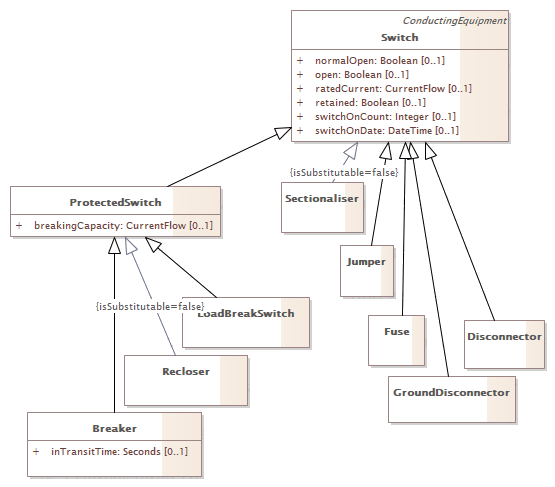 ConductingEquipment
Switch
+ normalOpen: Boolean [0..1]
+ open: Boolean [0..1]
+ ratedCurrent: CurrentFlow [0..1]
+ retained: Boolean [0..1]
+ switchOnCount: Integer [0..1]
+ switchOnDate: DateTime [0..1]
{isSubstitutable=false}
ProtectedSwitch
+ breakingCapacity: CurrentFlow [0..1]
Sectionaliser
Jumper
{isSubstitutable=false}
LoadBreakSwitch
Fuse
Disconnector
Recloser
GroundDisconnector
Breaker
+ inTransitTime: Seconds [0..1]